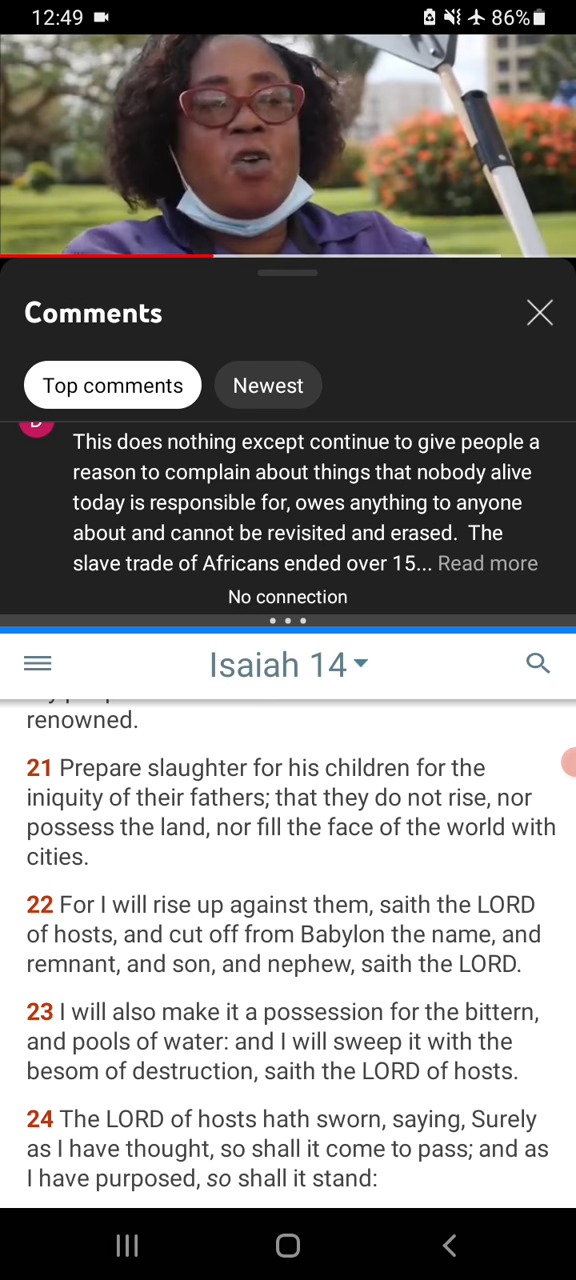 12:49 86%
Comments
Top comments Newest
This does nothing except continue to give people a
reason to complain about things that nobody alive
today is responsible for, owes anything to anyone
about and cannot be revisited and erased.  The
slave trade of Africans ended over 15... Read more
No connection
Isaiah 14
renowned.
21 Prepare slaughter for his children for the
iniquity of their fathers; that they do not rise, nor
possess the land, nor fill the face of the world with
cities.
22 For I will rise up against them, saith the LORD
of hosts, and cut off from Babylon the name, and
remnant, and son, and nephew, saith the LORD.
23 I will also make it a possession for the bittern,
and pools of water: and I will sweep it with the
besom of destruction, saith the LORD of hosts.
24 The LORD of hosts hath sworn, saying, Surely
as I have thought, so shall it come to pass; and as
I have purposed, so shall it stand: